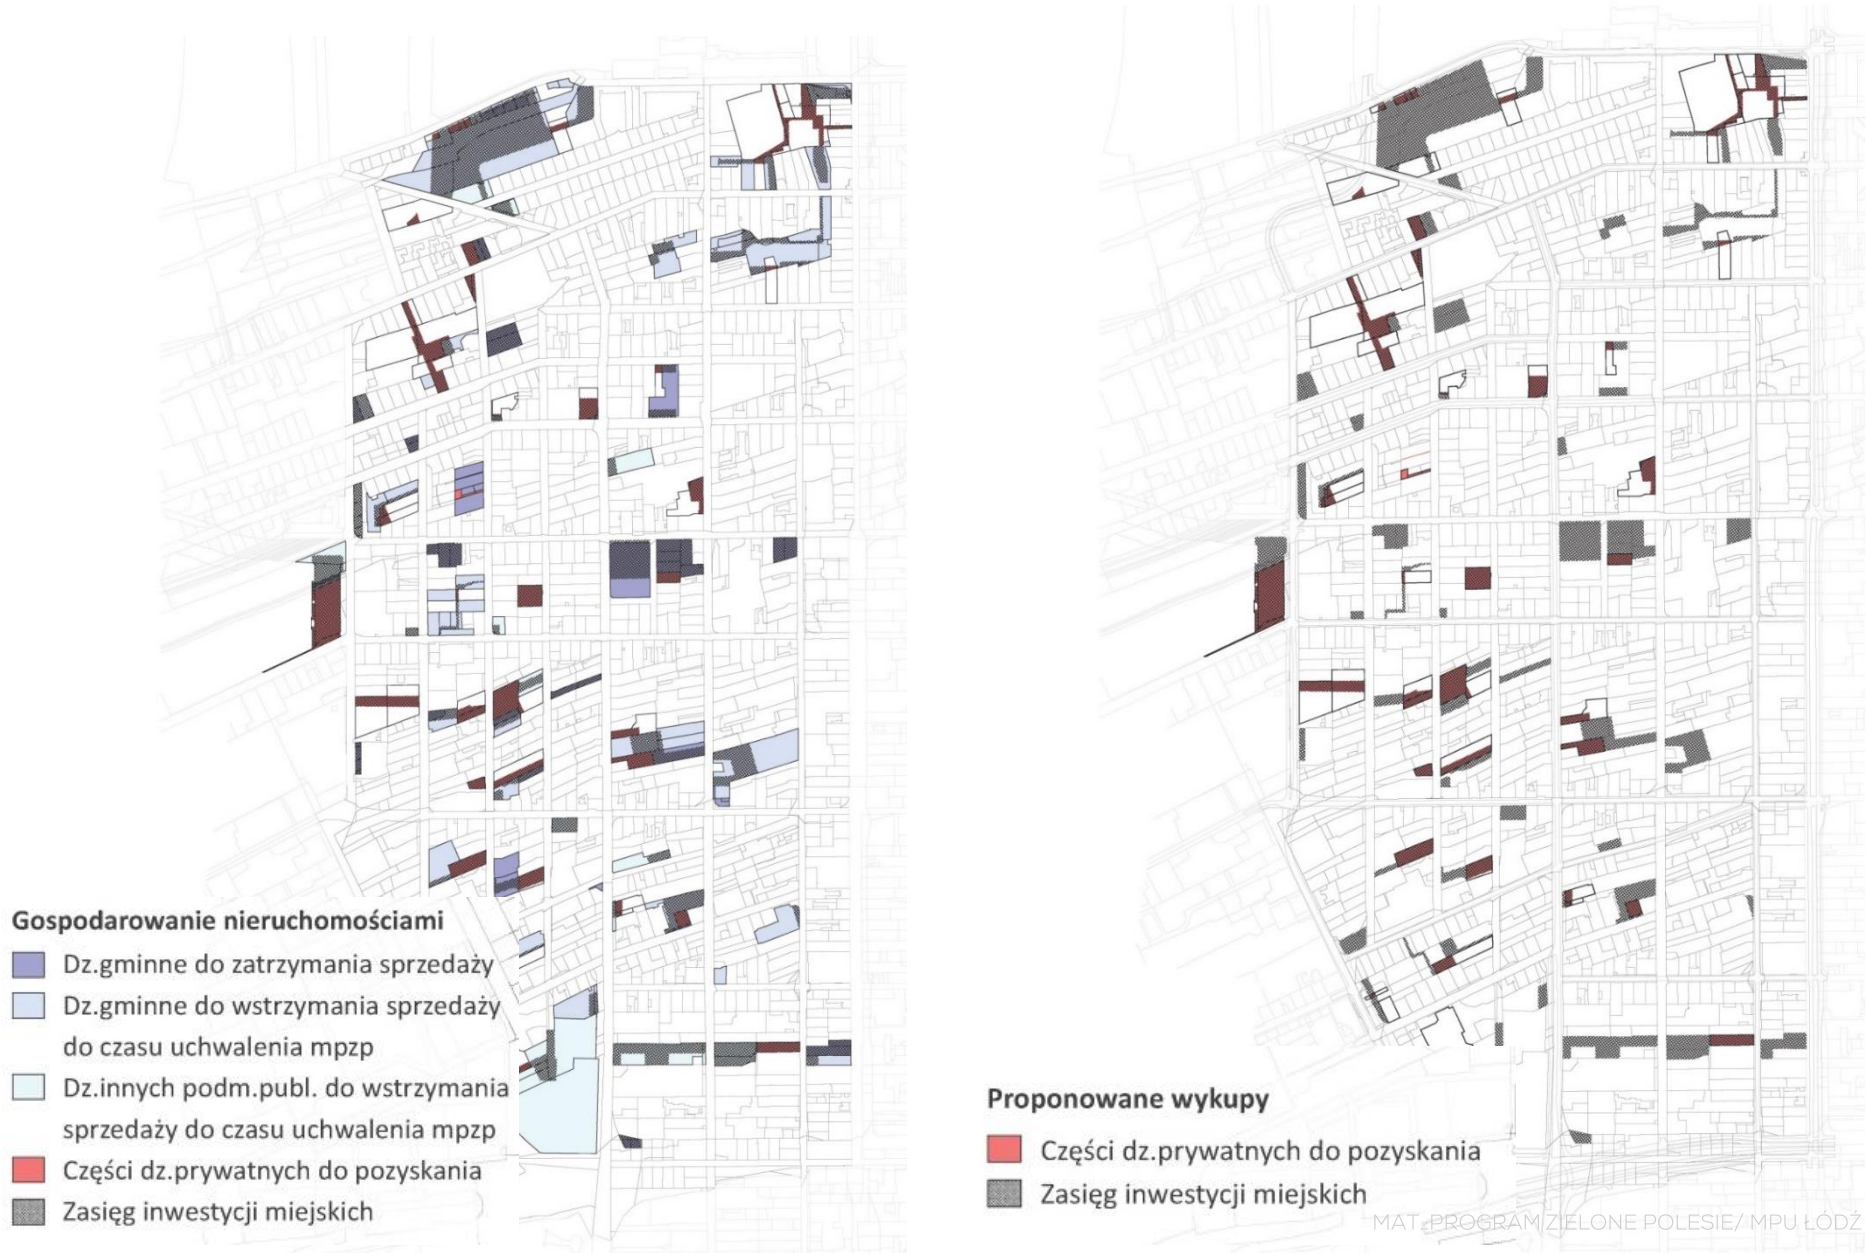 Gospodarowanie nieruchomościami
Dz.gminne do zatrzymania sprzedaży
Dz.gminne do wstrzymania sprzedaży
do czasu uchwalenia mpzp
Dz.innych podm.publ. do wstrzymania
sprzedaży do czasu uchwalenia mpzp
Części dz.prywatnych do pozyskania
Zasięg inwestycji miejskich
Proponowane wykupy
Części dz.prywatnych do pozyskania
Zasięg inwestycji miejskich
MAT. PROGRAM ZIELONE POLESIE/ MPU ŁÓDŹ